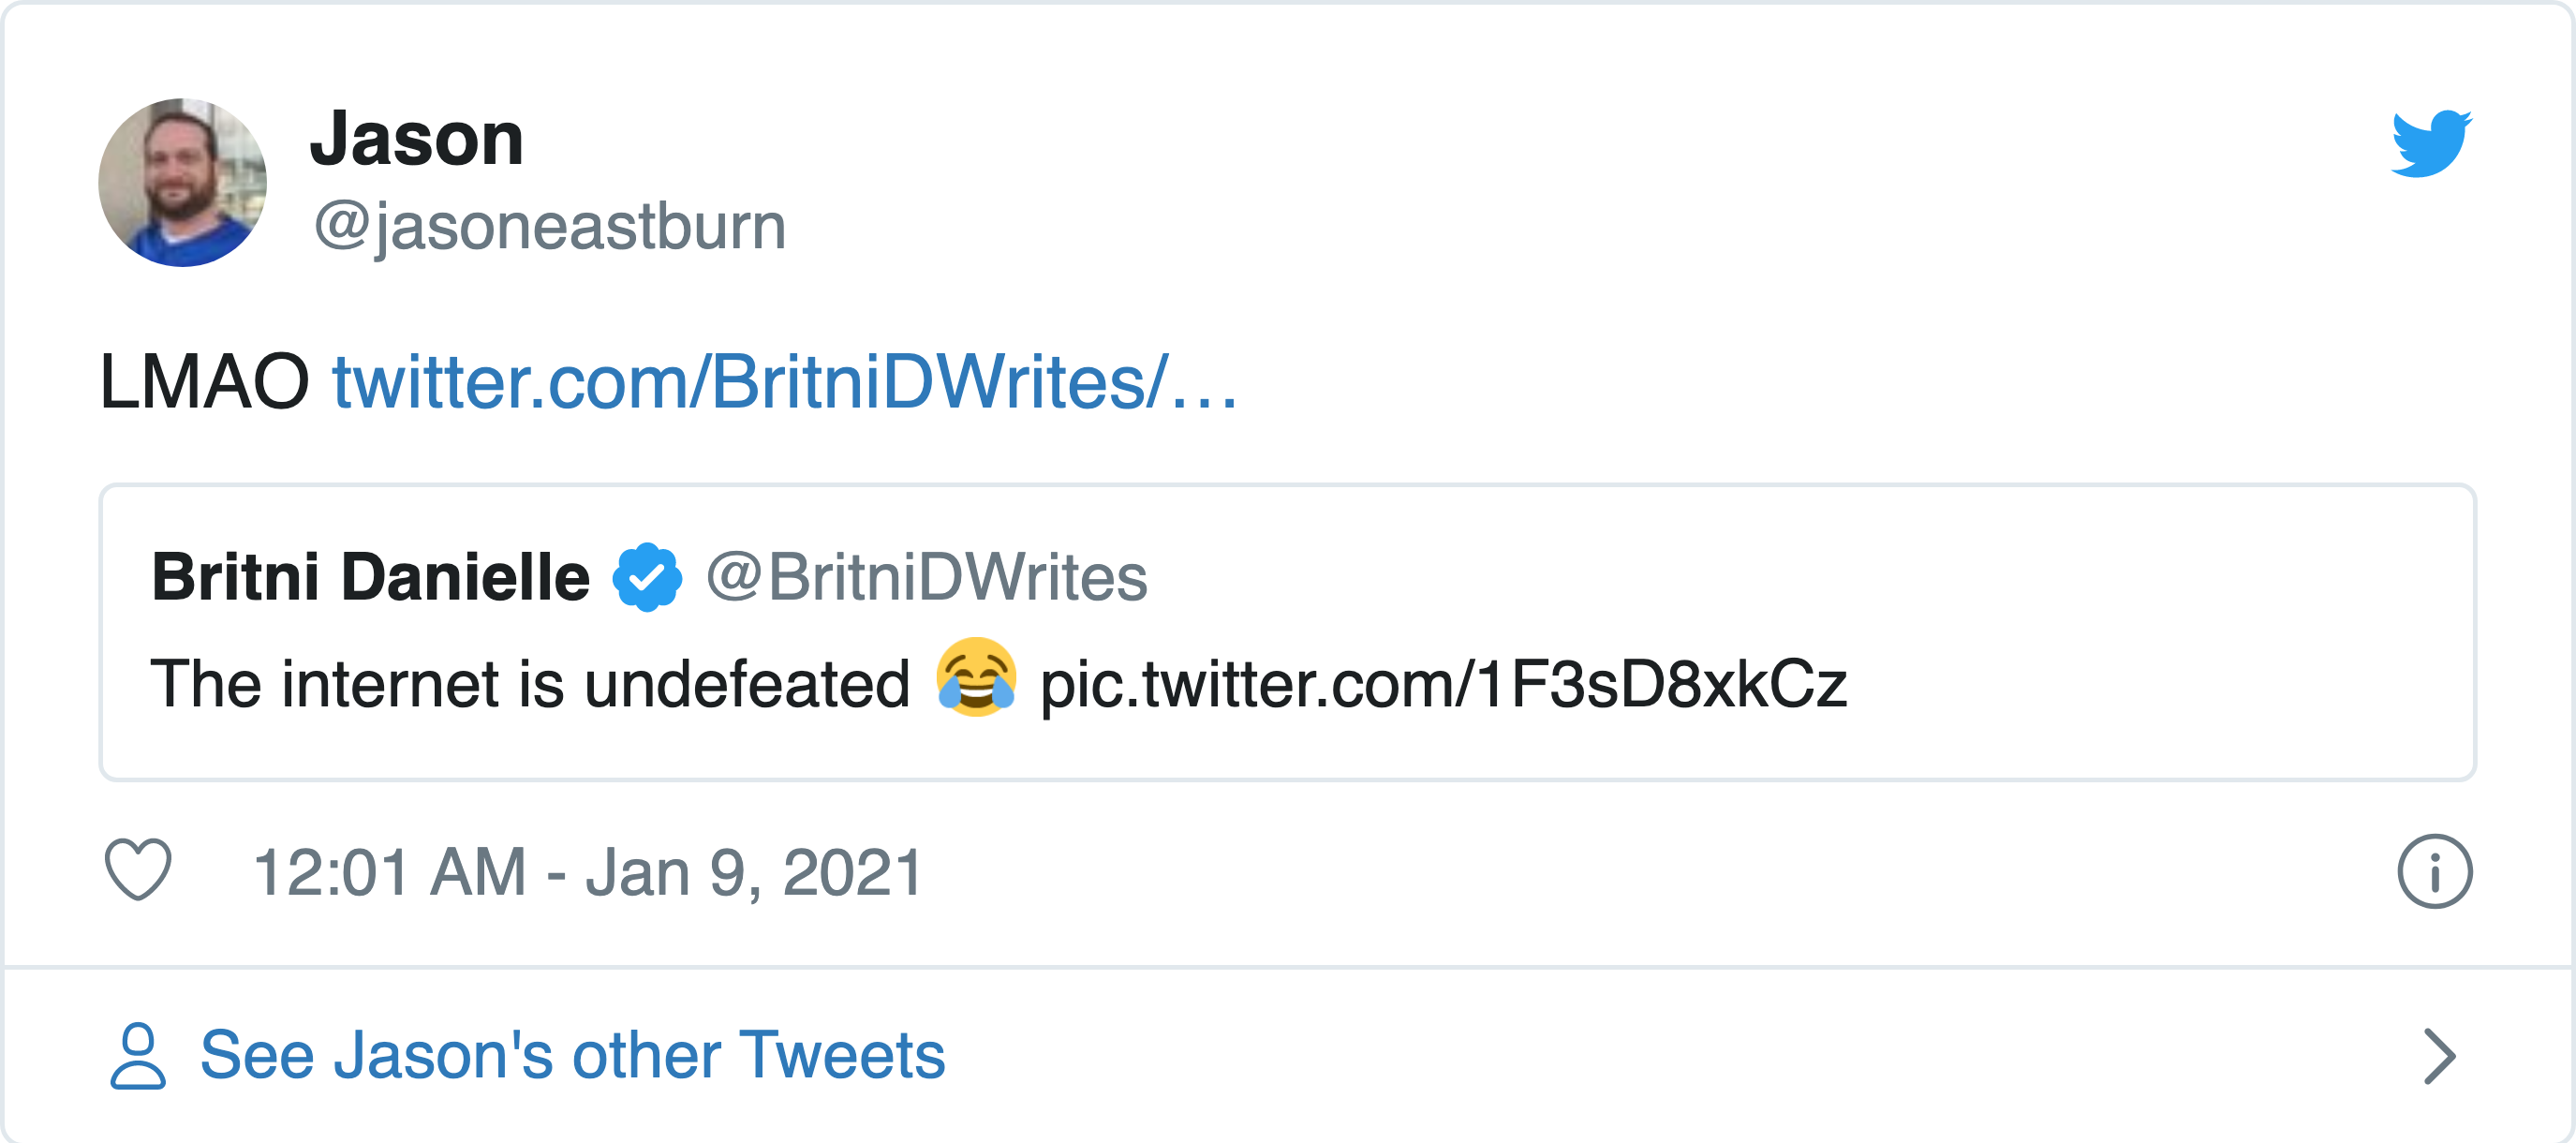 Jason
@jasoneastburn
LMAO twitter.com/BritniDWrites/…
Britni Danielle @BritniDWrites
The internet is undefeated 😂 pic.twitter.com/1F3sD8xkCz
12:01 AM - Jan 9, 2021
See Jason's other Tweets